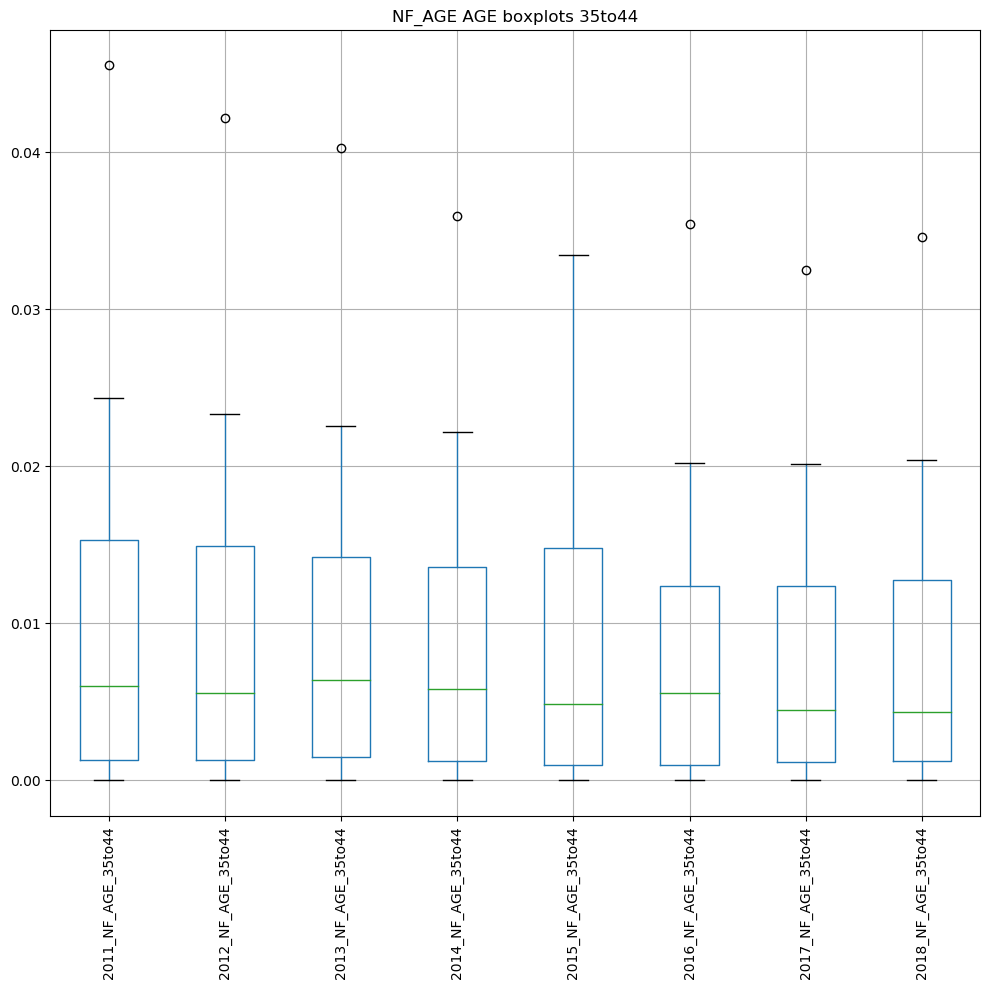 NF_AGE AGE boxplots 35to44
0.04
0.03
0.02
0.01
0.00
2011_NF_AGE_35to44
2012_NF_AGE_35to44
2013_NF_AGE_35to44
2014_NF_AGE_35to44
2015_NF_AGE_35to44
2016_NF_AGE_35to44
2017_NF_AGE_35to44
2018_NF_AGE_35to44